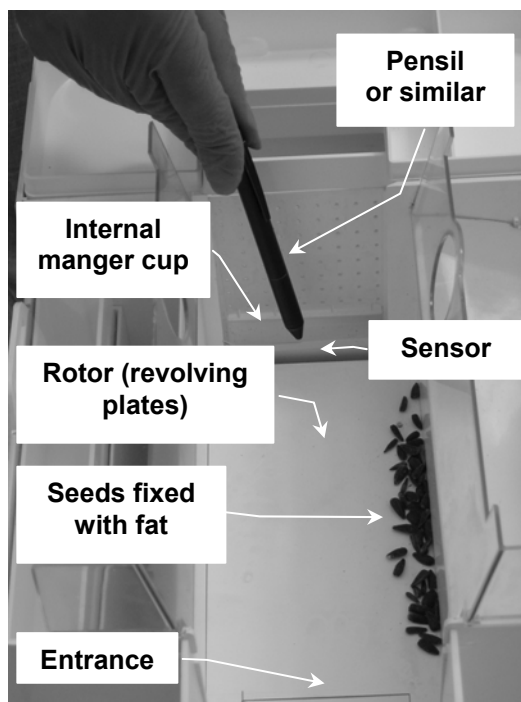 Pensil
or similar
Internal
manger cup
Sensor
Rotor (revolving
plates)
Seeds fixed
with fat
Entrance